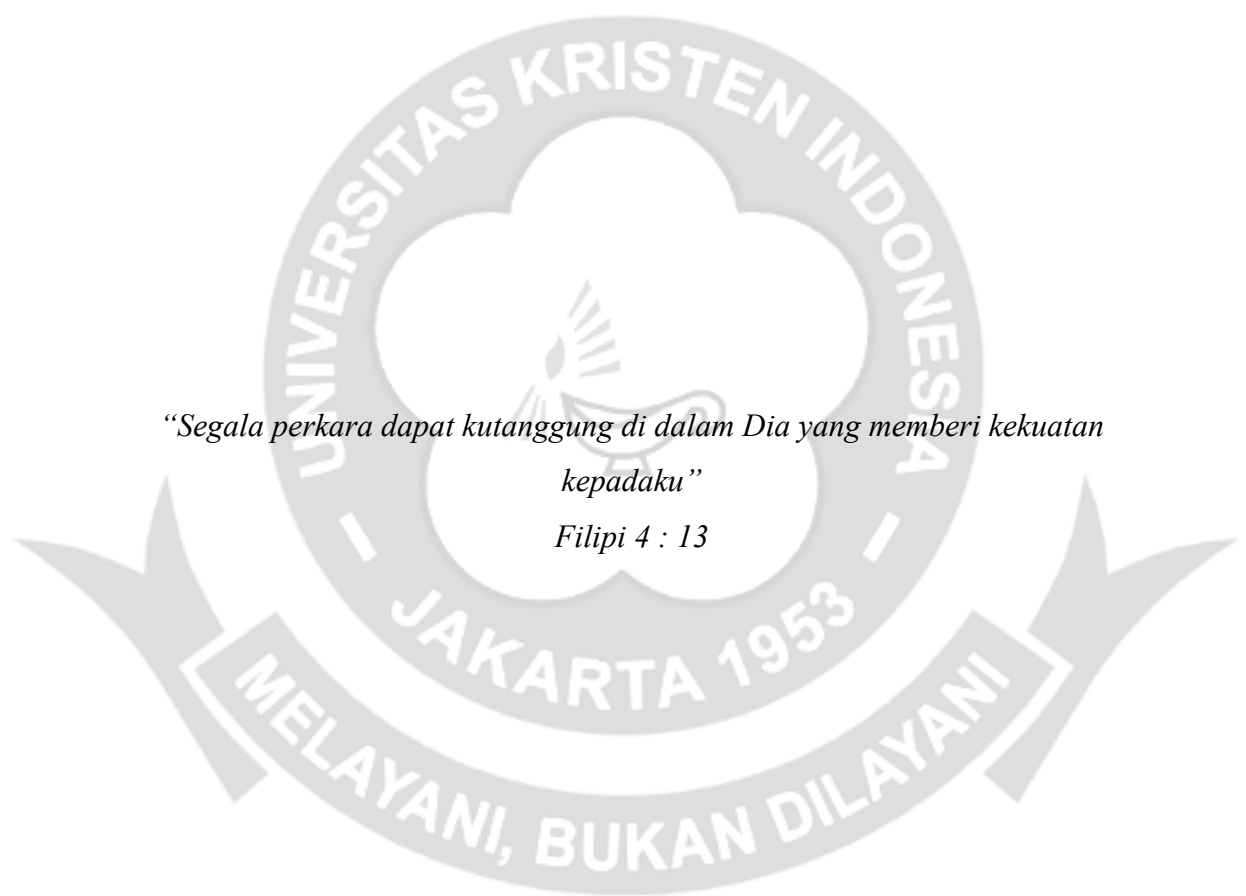 UNIVERSITAS KRISTEN INDONESIA
“Segala perkara dapat kutanggung di dalam Dia yang memberi kekuatan
kepadaku”
Filipi 4 : 13
- JAKARTA 1953 -
MELAYANI, BUKAN DILAYANI